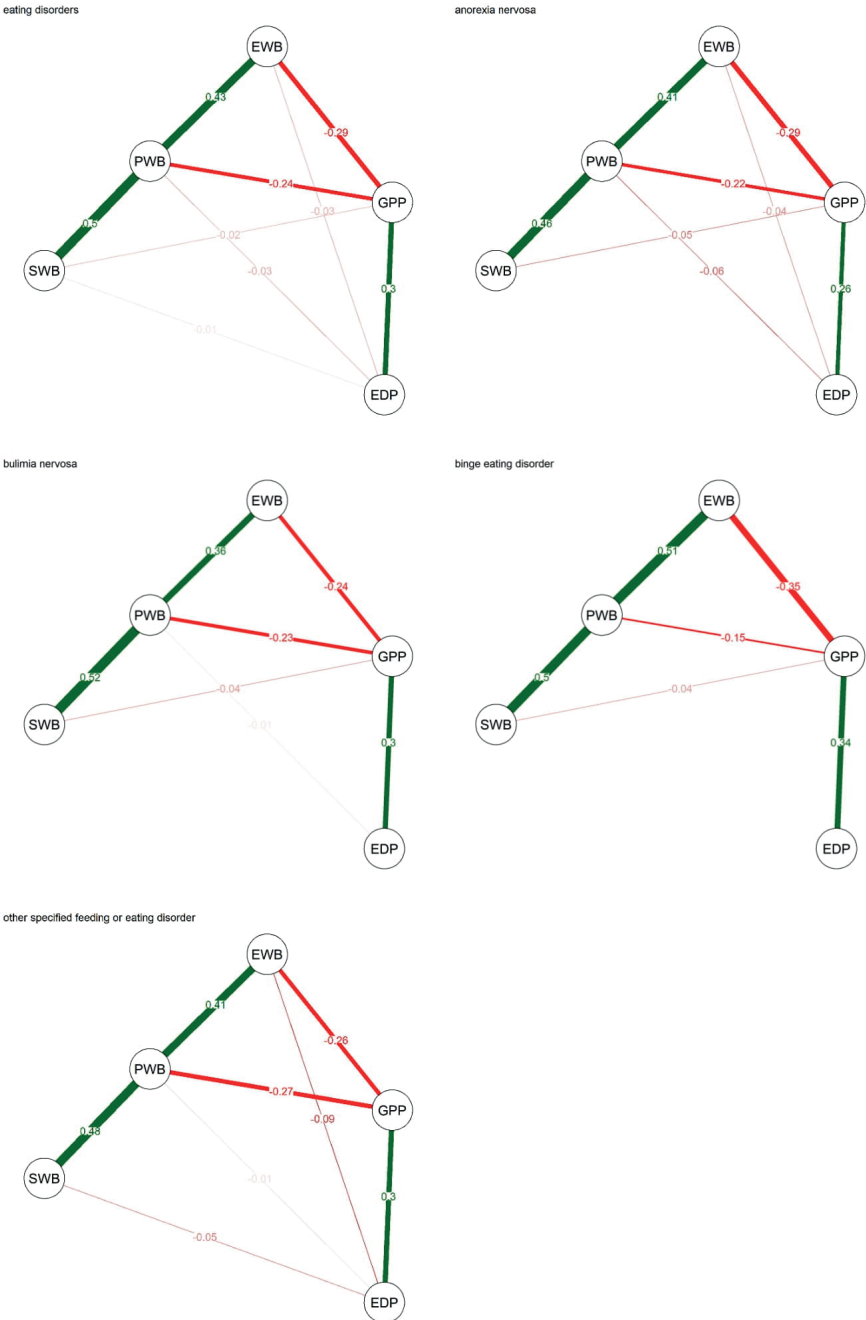 eating disorders
anorexia nervosa
EWB
EWB
0.43
0.41
-0.29
-0.29
PWB
PWB
-0.24
-0.22
GPP
GPP
-0.03
-0.04
0.5
0.46
-0.02
-0.05
SWB
SWB
-0.03
-0.06
0.3
0.26
-0.01
EDP
EDP
bulimia nervosa
binge eating disorder
EWB
EWB
0.36
0.51
-0.24
-0.35
PWB
PWB
-0.23
-0.15
GPP
GPP
0.52
0.5
-0.04
-0.04
SWB
SWB
-0.01
0.3
0.34
EDP
EDP
other specified feeding or eating disorder
EWB
0.41
-0.26
PWB
-0.27
GPP
-0.09
0.48
SWB
-0.01
0.3
-0.05
EDP